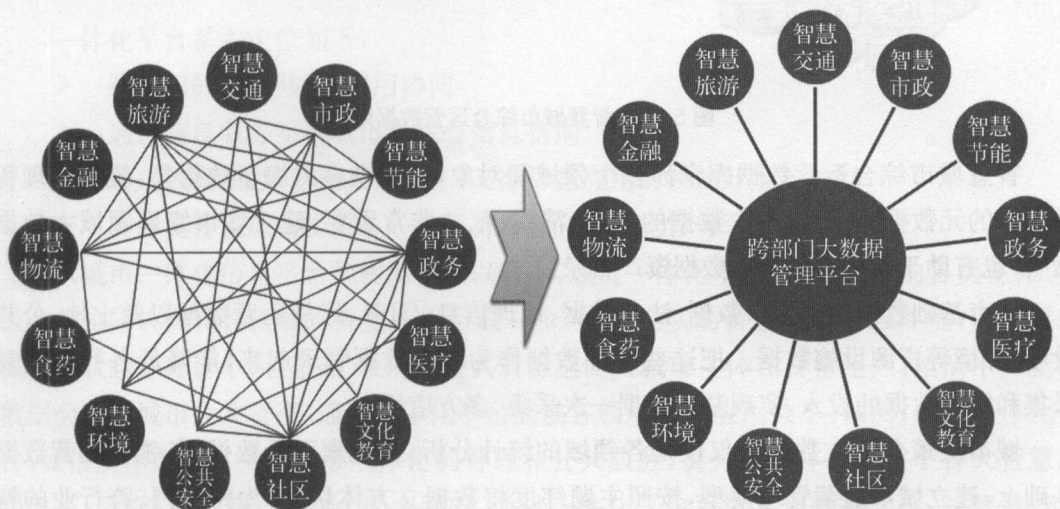 智慧
交通
智慧
市政
智慧
节能
智慧
政务
智慧
医疗
智慧
文化
教育
智慧
社区
智慧
公共
安全
智慧
环境
智慧
食药
智慧
物流
智慧
金融
智慧
旅游
跨部门大数据
管理平台
智慧
交通
智慧
市政
智慧
节能
智慧
政务
智慧
医疗
智慧
文化
教育
智慧
社区
智慧
公共
安全
智慧
环境
智慧
食药
智慧
物流
智慧
金融
智慧
旅游